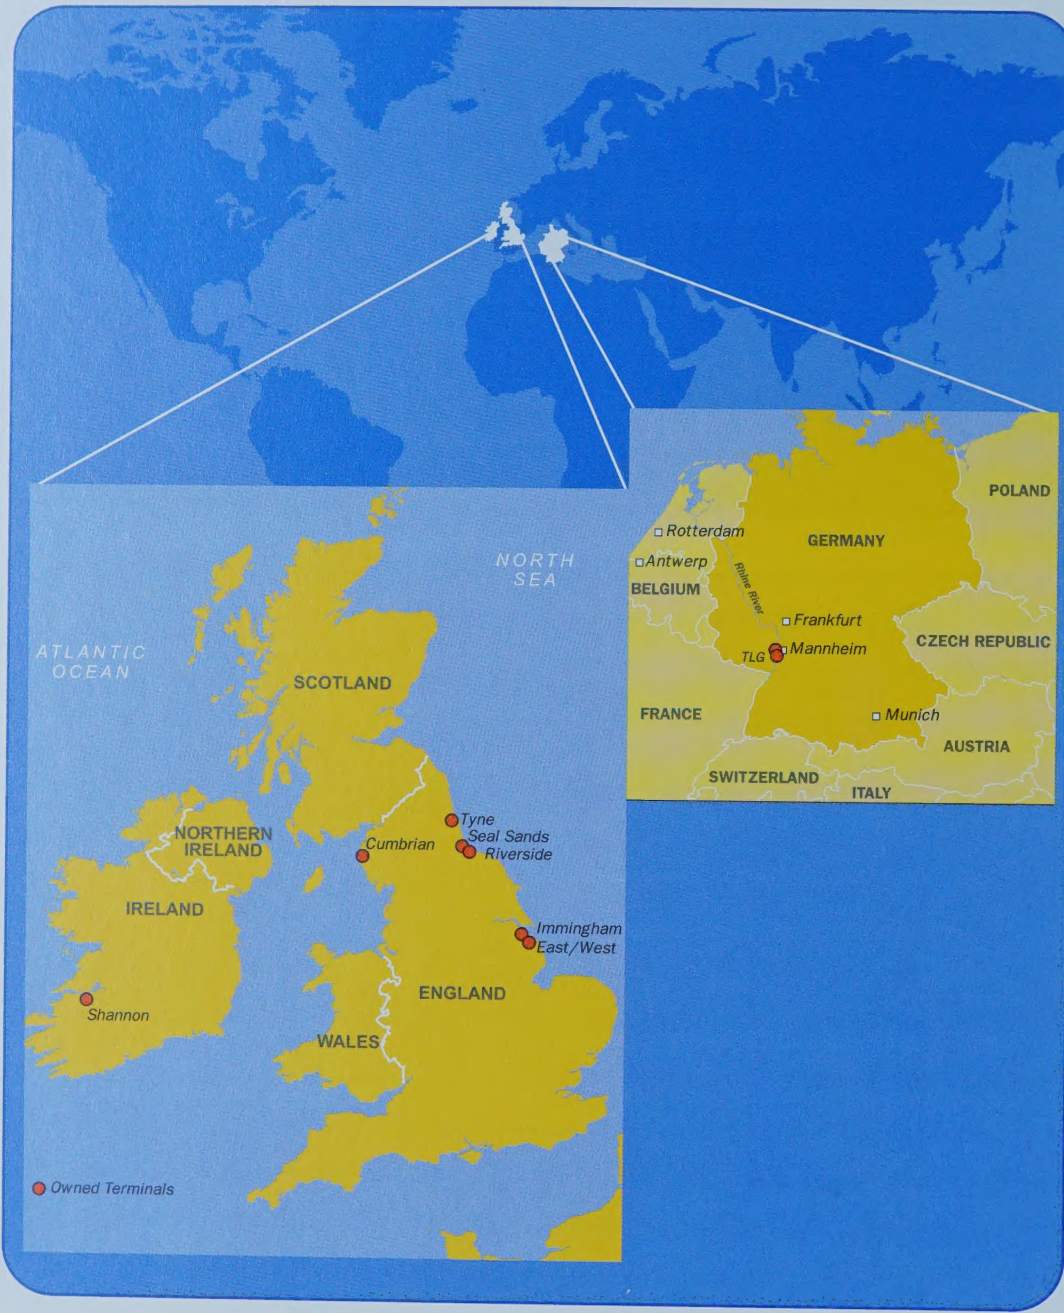 POLAND
Rotterdam
GERMANY
Antwerp
BELGIUM
Rhine River
Frankfurt
CZECH REPUBLIC
Mannheim
TLG
FRANCE
Munich
AUSTRIA
SWITZERLAND
ITALY
NORTH
SEA
ATLANTIC
OCEAN
SCOTLAND
Tyne
NORTHERN
IRELAND
Seal Sands
Cumbrian
Riverside
IRELAND
Immingham
East/West
ENGLAND
Shannon
WALES
Owned Terminals